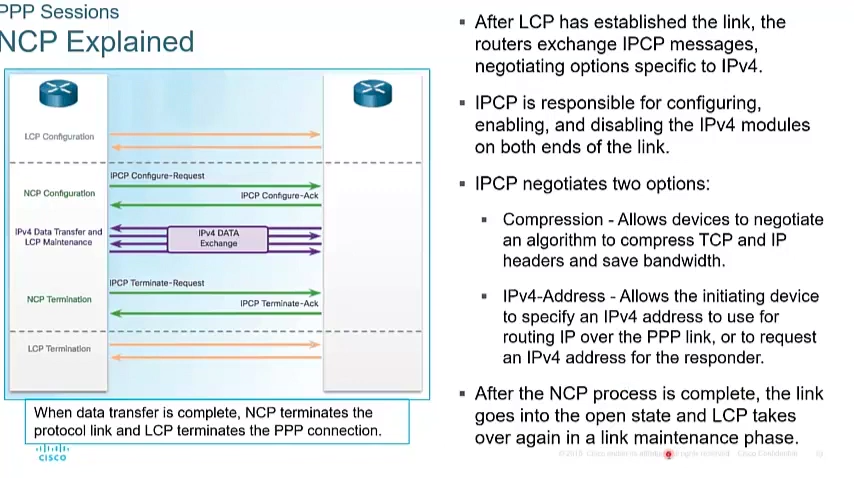 PPP Sessions
NCP Explained
LCP Configuration
IPCP Configure-Request
NCP Configuration
IPCP Configure-Ack
IPv4 Data Transfer and
LCP Maintenance
IPv4 DATA
Exchange
IPCP Terminate-Request
NCP Termination
IPCP Terminate-Ack
LCP Termination
When data transfer is complete, NCP terminates the
protocol link and LCP terminates the PPP connection.
CISCO
▪ After LCP has established the link, the
routers exchange IPCP messages,
negotiating options specific to IPv4.
▪ IPCP is responsible for configuring,
enabling, and disabling the IPv4 modules
on both ends of the link.
▪ IPCP negotiates two options:
▪ Compression - Allows devices to negotiate
an algorithm to compress TCP and IP
headers and save bandwidth.
▪ IPv4-Address - Allows the initiating device
to specify an IPv4 address to use for
routing IP over the PPP link, or to request
an IPv4 address for the responder.
▪ After the NCP process is complete, the link
goes into the open state and LCP takes
over again in a link maintenance phase.
Cisco and/or its rights reserved. Cisco Confidential